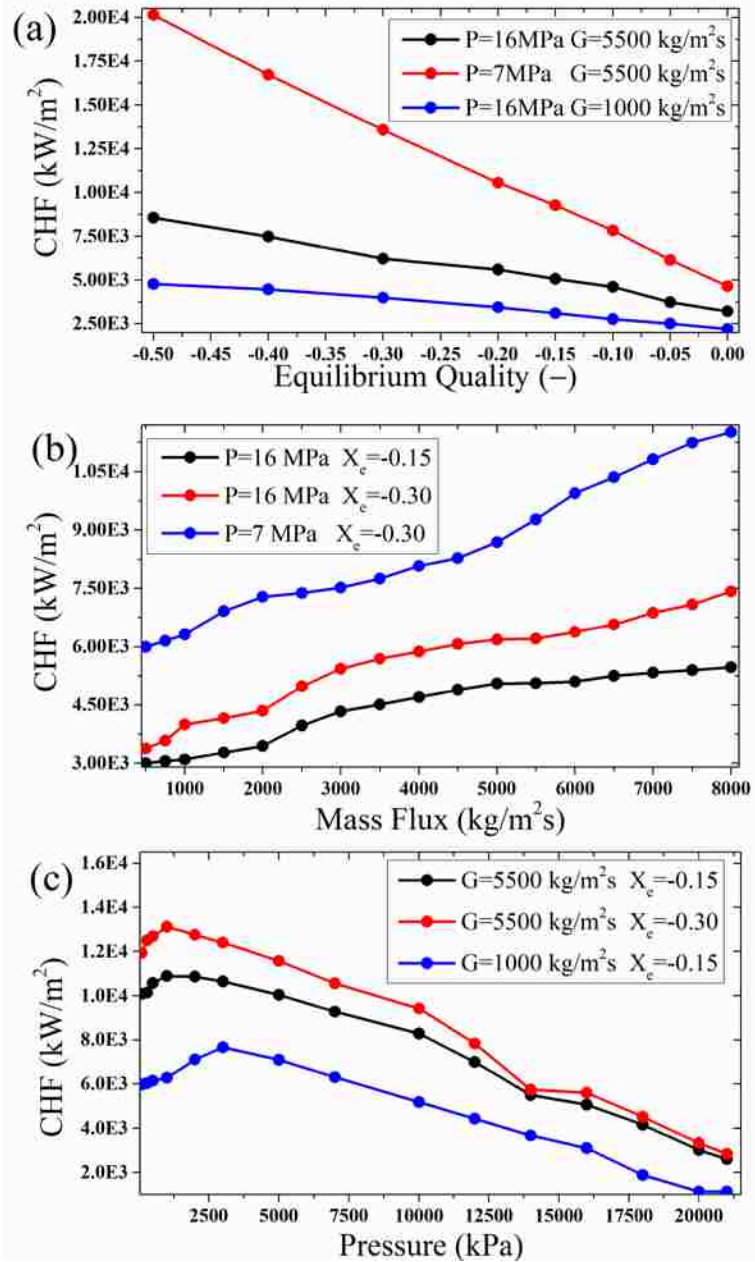 (a)
2.00E4
1.75E4
1.50E4
1.25E4
1.00E4
7.50E3
5.00E3
2.50E3
CHF (kW/m²)
P=16MPa G=5500 kg/m²s
P=7MPa G=5500 kg/m²s
P=16MPa G=1000 kg/m²s
-0.50 -0.45 -0.40 -0.35 -0.30 -0.25 -0.20 -0.15 -0.10 -0.05 0.00
Equilibrium Quality (–)
(b)
1.05E4
9.00E3
7.50E3
6.00E3
4.50E3
3.00E3
CHF (kW/m²)
P=16 MPa Xₑ=-0.15
P=16 MPa Xₑ=-0.30
P=7 MPa Xₑ=-0.30
1000 2000 3000 4000 5000 6000 7000 8000
Mass Flux (kg/m²s)
(c)
1.6E4
1.4E4
1.2E4
1.0E4
8.0E3
6.0E3
4.0E3
2.0E3
CHF (kW/m²)
G=5500 kg/m²s Xₑ=-0.15
G=5500 kg/m²s Xₑ=-0.30
G=1000 kg/m²s Xₑ=-0.15
2500 5000 7500 10000 12500 15000 17500 20000
Pressure (kPa)